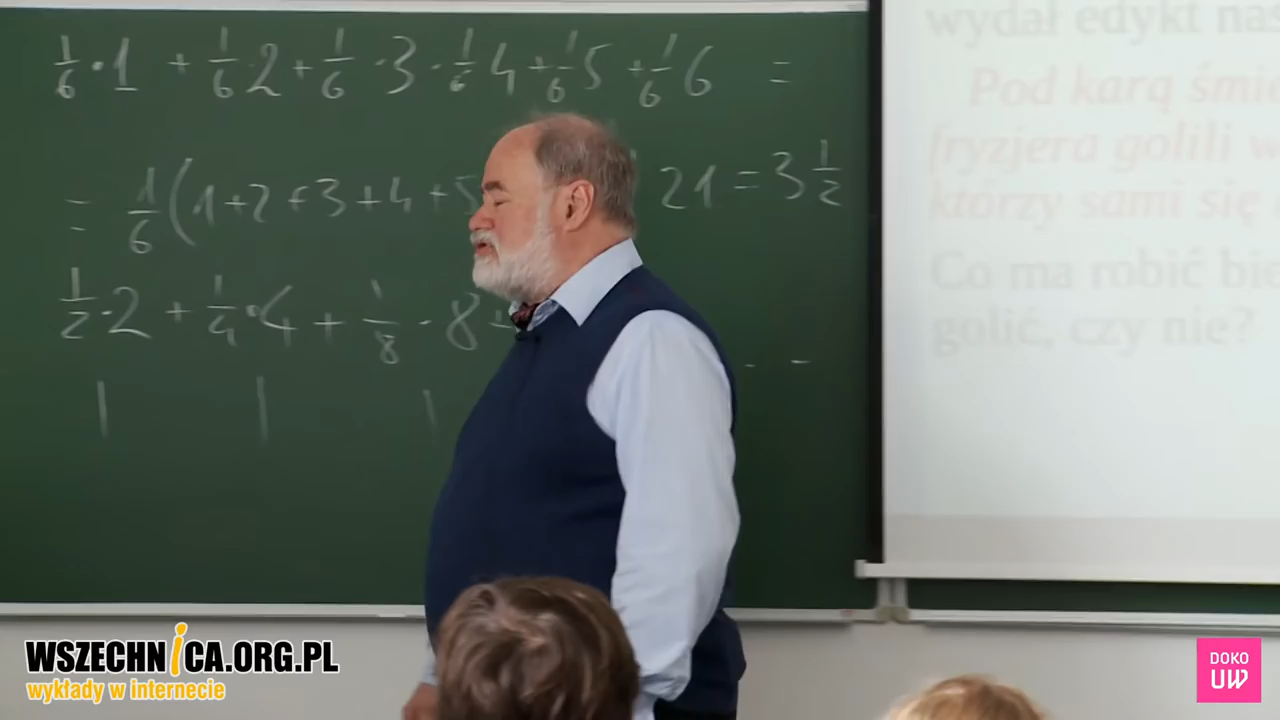 1/6 · 1 + 1/6 2 + 1/6 · 3 · 1/6 4 + 1/6 5 + 1/6 6 =
= 1/6 (1+2+3+4+5 21 = 3 1/2
1/2 · 2 + 1/4 · 4 + 1/8 · 8 +
| | |
wydał edykt
Pod karą
fryzjera golili w
którzy sami się
Co ma robić
golić, czy nie?
WSZECHNICA.ORG.PL
wykłady w internecie
DOKO
UW